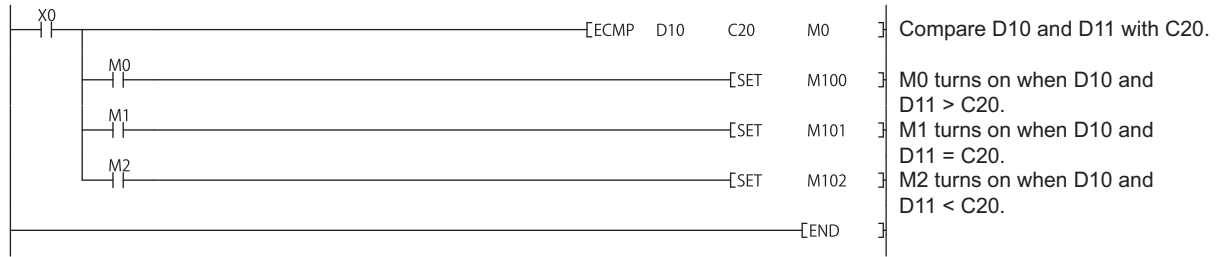 X0
[ECMP D10 C20 M0 ] Compare D10 and D11 with C20.
M0
[SET M100 ] M0 turns on when D10 and
D11 > C20.
M1
[SET M101 ] M1 turns on when D10 and
D11 = C20.
M2
[SET M102 ] M2 turns on when D10 and
D11 < C20.
[END ]